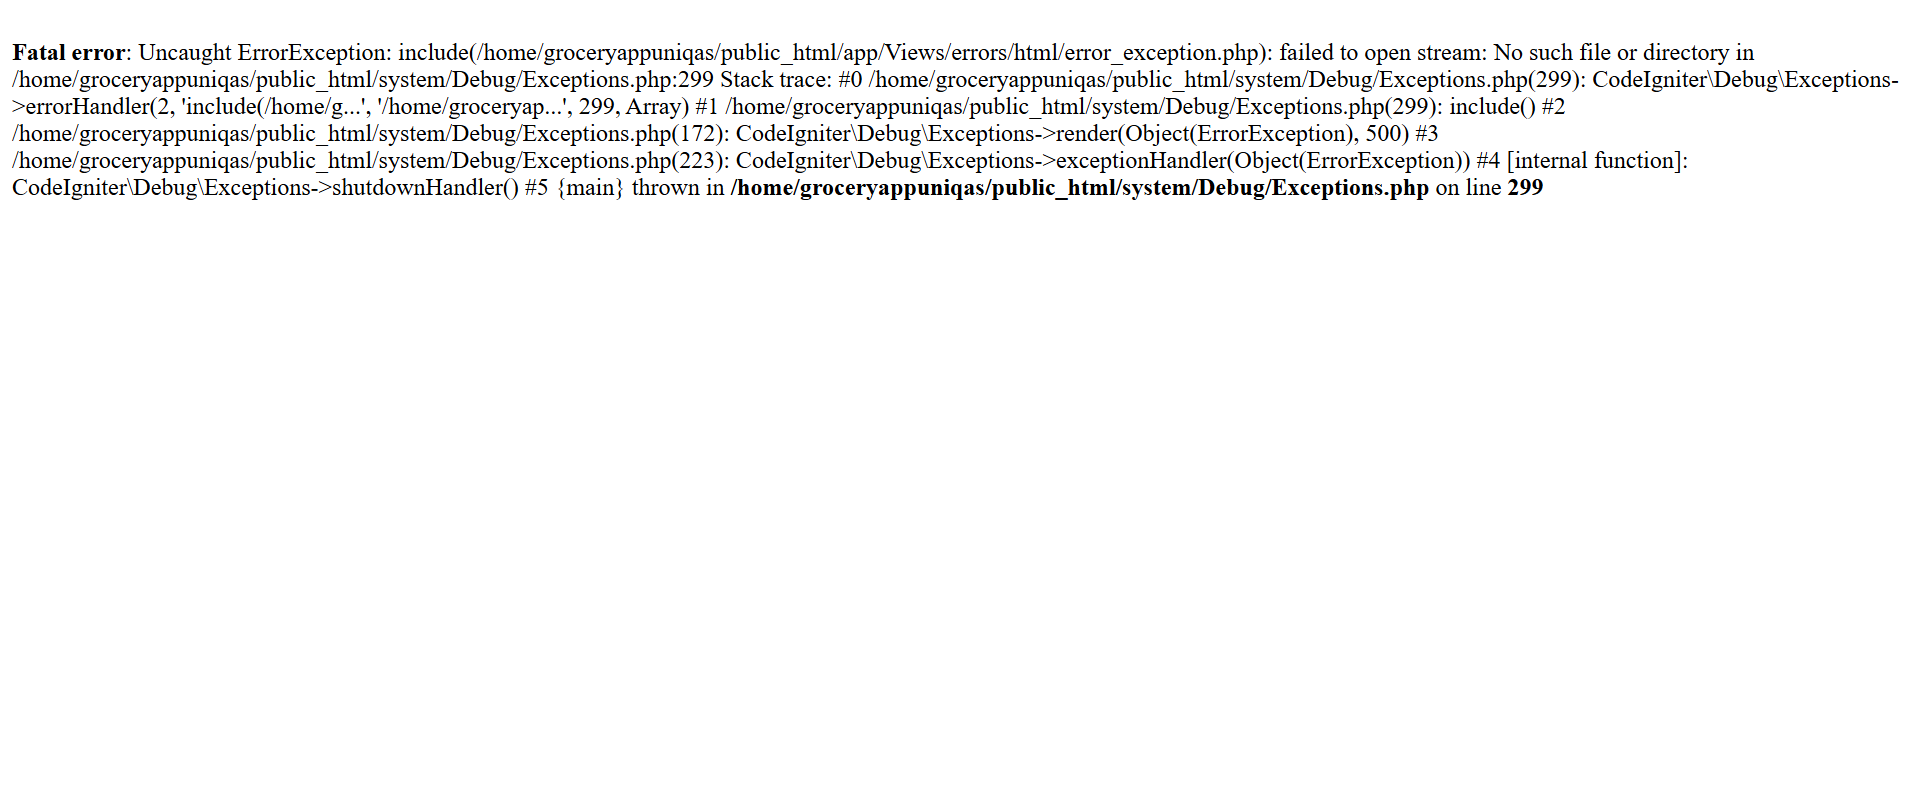 Fatal error: Uncaught ErrorException: include(/home/groceryappuniqas/public_html/app/Views/errors/html/error_exception.php): failed to open stream: No such file or directory in
/home/groceryappuniqas/public_html/system/Debug/Exceptions.php:299 Stack trace: #0 /home/groceryappuniqas/public_html/system/Debug/Exceptions.php(299): CodeIgniter\Debug\Exceptions-
>errorHandler(2, 'include(/home/g...', '/home/groceryap...', 299, Array) #1 /home/groceryappuniqas/public_html/system/Debug/Exceptions.php(299): include() #2
/home/groceryappuniqas/public_html/system/Debug/Exceptions.php(172): CodeIgniter\Debug\Exceptions->render(Object(ErrorException), 500) #3
/home/groceryappuniqas/public_html/system/Debug/Exceptions.php(223): CodeIgniter\Debug\Exceptions->exceptionHandler(Object(ErrorException)) #4 [internal function]:
CodeIgniter\Debug\Exceptions->shutdownHandler() #5 {main} thrown in /home/groceryappuniqas/public_html/system/Debug/Exceptions.php on line 299